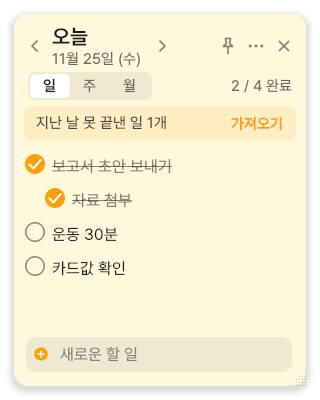 오늘
11월 25일 (수)
일 주 월
2 / 4 완료
지난 날 못 끝낸 일 1개
가져오기
보고서 초안 보내기
자료 첨부
운동 30분
카드값 확인
새로운 할 일